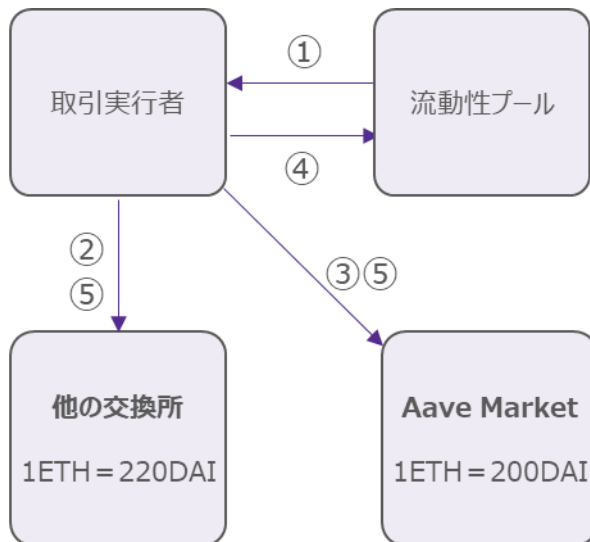 取引実行者
①
流動性プール
④
②
⑤
③⑤
他の交換所
1ETH＝220DAI
Aave Market
1ETH＝200DAI